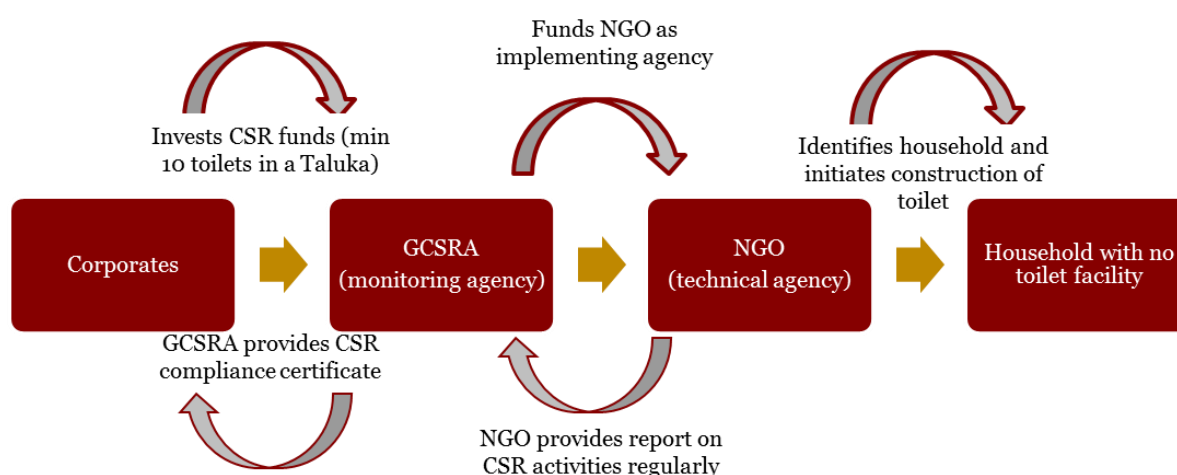 Funds NGO as
implementing agency
Invests CSR funds (min
10 toilets in a Taluka)
Identifies household and
initiates construction of
toilet
Corporates
GCSRA
(monitoring agency)
NGO
(technical agency)
Household with no
toilet facility
GCSRA provides CSR
compliance certificate
NGO provides report on
CSR activities regularly